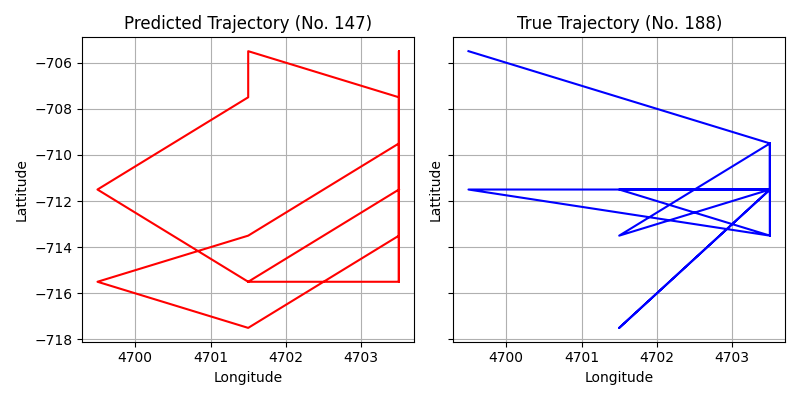 Predicted Trajectory (No. 147)
True Trajectory (No. 188)
Lattitude
−706
−708
−710
−712
−714
−716
−718
4700
4701
4702
4703
Longitude
Lattitude
4700
4701
4702
4703
Longitude